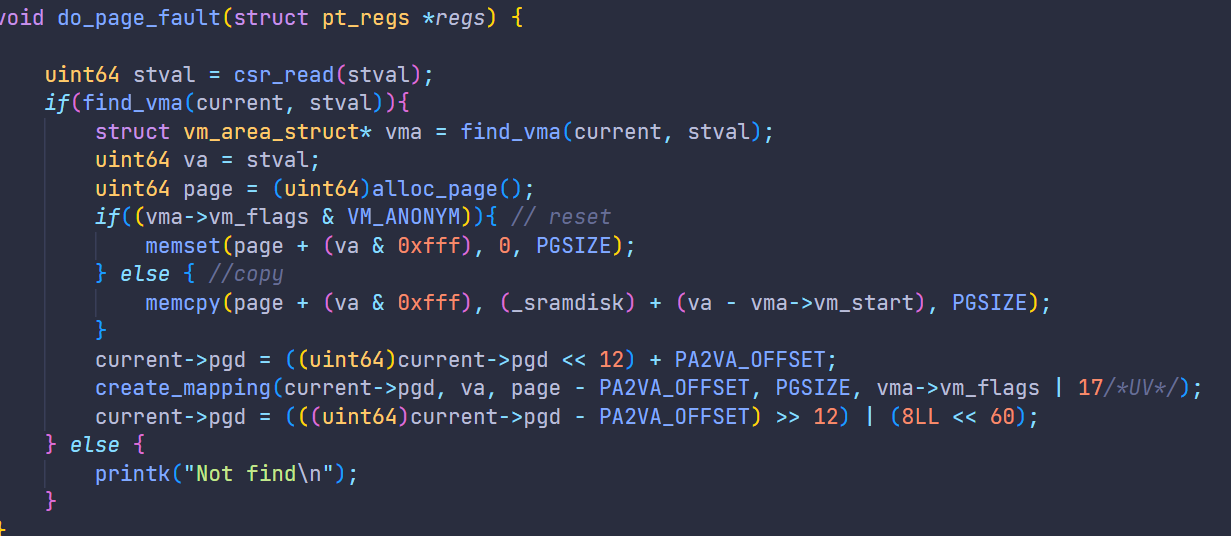 void do_page_fault(struct pt_regs *regs) {
uint64 stval = csr_read(stval);
if(find_vma(current, stval)){
struct vm_area_struct* vma = find_vma(current, stval);
uint64 va = stval;
uint64 page = (uint64)alloc_page();
if((vma->vm_flags & VM_ANONYM)){ // reset
memset(page + (va & 0xfff), 0, PGSIZE);
} else { //copy
memcpy(page + (va & 0xfff), (_sramdisk) + (va - vma->vm_start), PGSIZE);
}
current->pgd = ((uint64)current->pgd << 12) + PA2VA_OFFSET;
create_mapping(current->pgd, va, page - PA2VA_OFFSET, PGSIZE, vma->vm_flags | 17/*UV*/);
current->pgd = (((uint64)current->pgd - PA2VA_OFFSET) >> 12) | (8LL << 60);
} else {
printk("Not find\n");
}
}